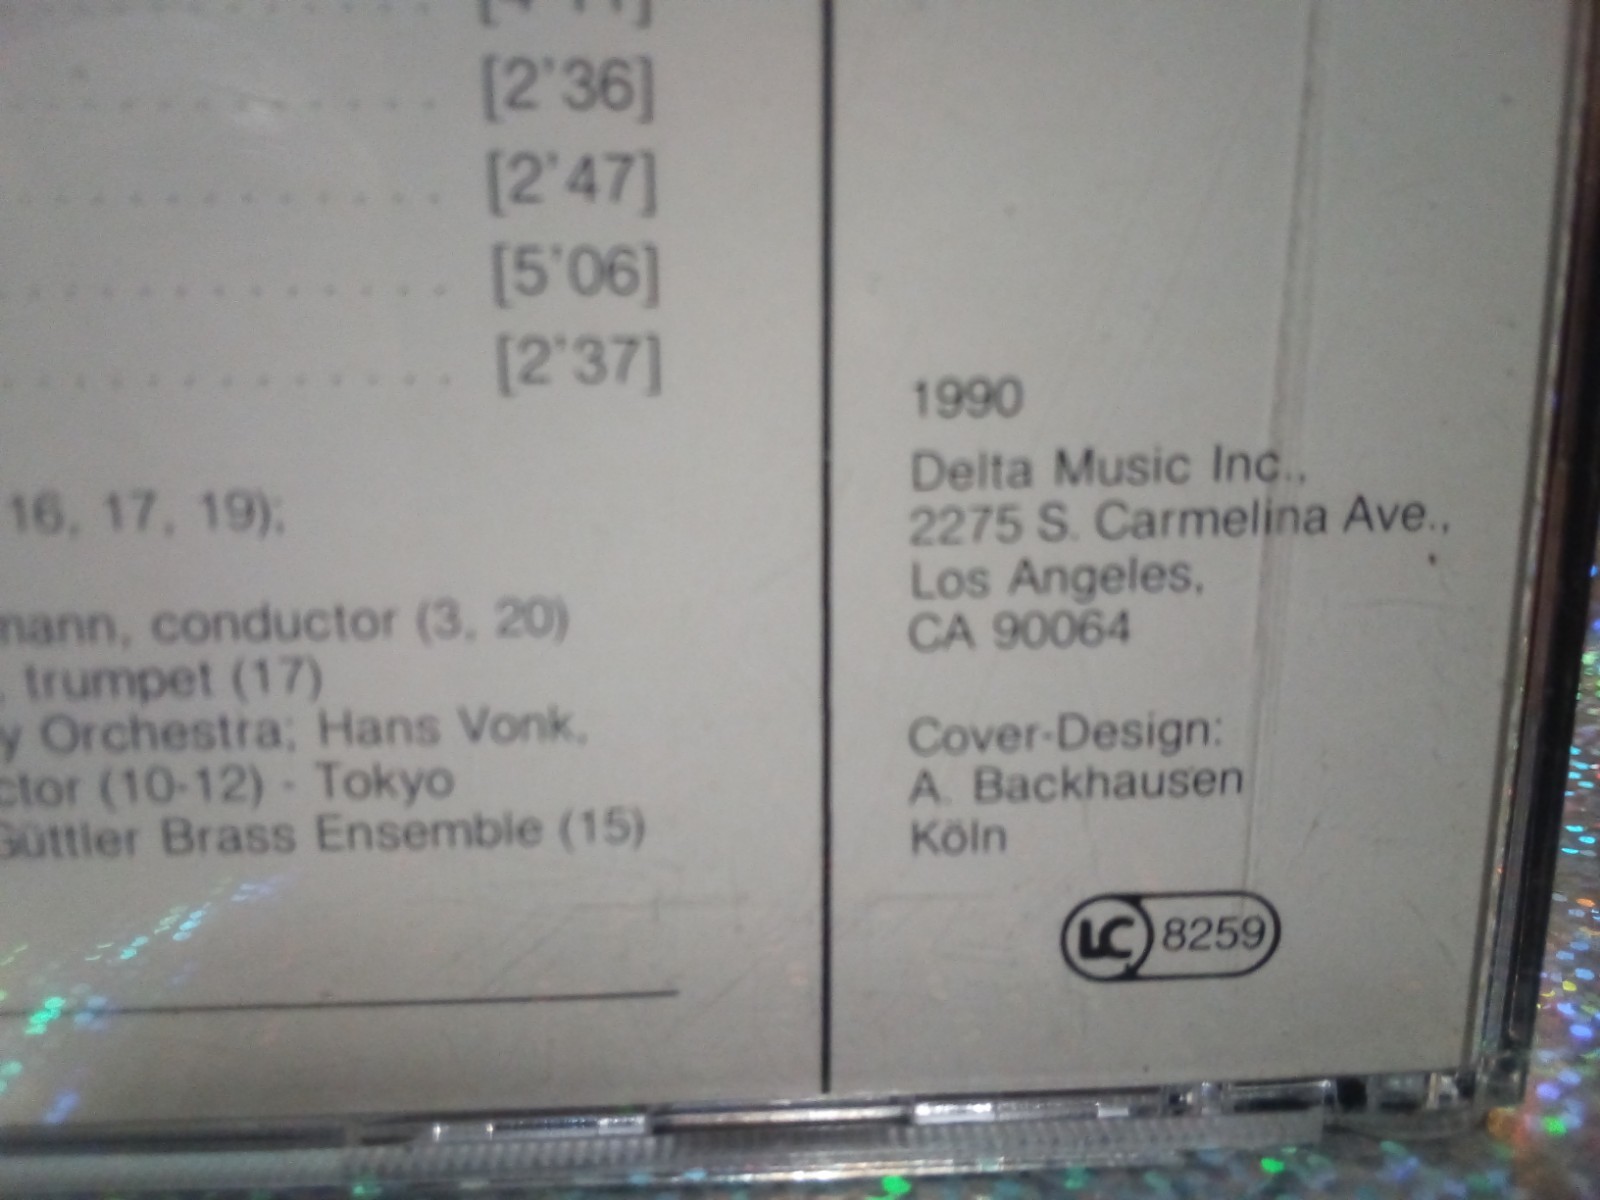 [4'11]
[2'36]
[2'47]
[5'06]
[2'37]
16, 17, 19);
mann, conductor (3, 20)
, trumpet (17)
y Orchestra; Hans Vonk,
ctor (10-12) - Tokyo
Güttler Brass Ensemble (15)
1990
Delta Music Inc.,
2275 S. Carmelina Ave.,
Los Angeles,
CA 90064
Cover-Design:
A. Backhausen
Köln
LC 8259